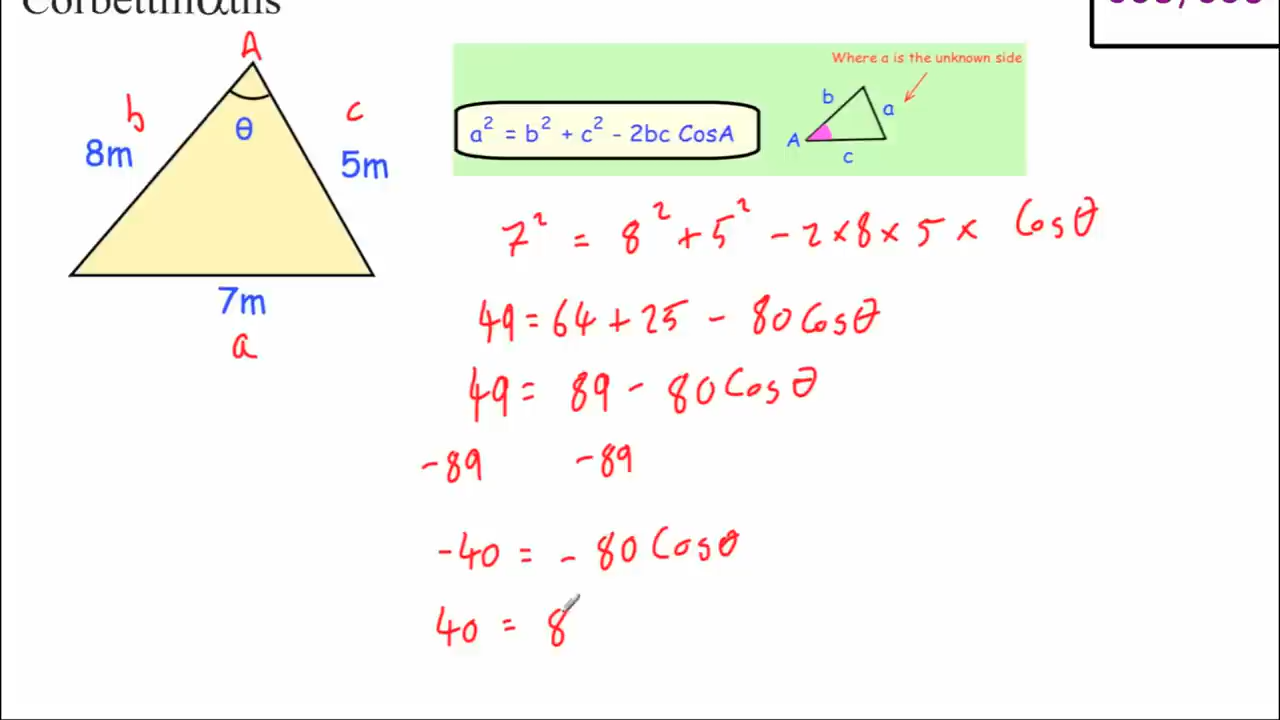 Corbettmαths
A
b
c
θ
8m
5m
7m
a
Where a is the unknown side
a² = b² + c² - 2bc CosA
b
a
A
c
7² = 8² + 5² - 2 × 8 × 5 × Cosθ
49 = 64 + 25 - 80 Cosθ
49 = 89 - 80 Cosθ
-89 -89
-40 = - 80 Cosθ
40 = 8